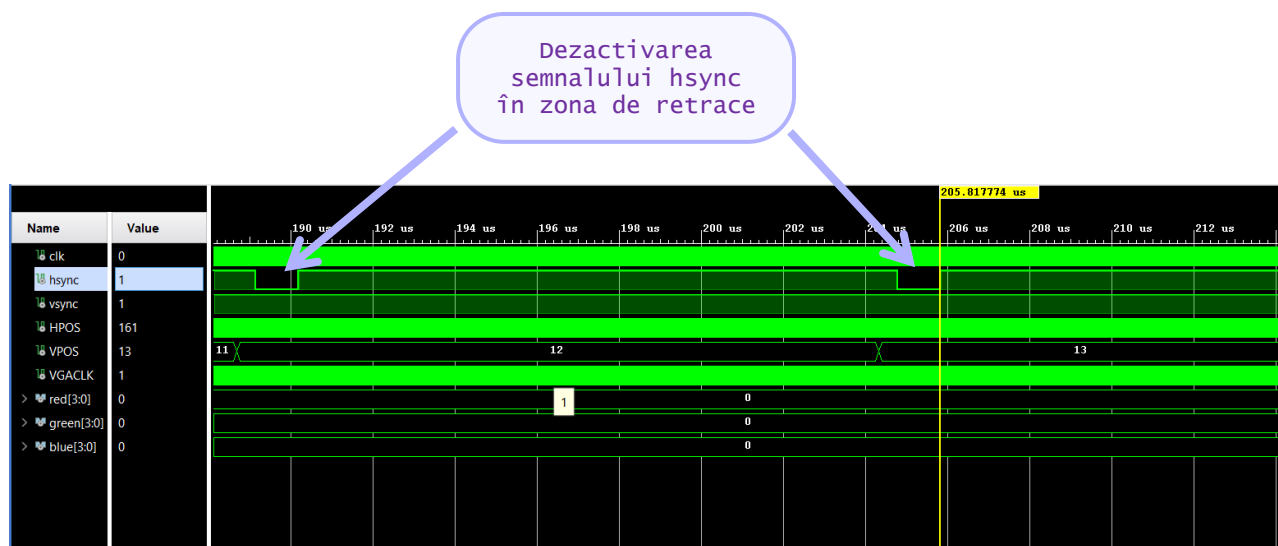 Dezactivarea
semnalului hsync
în zona de retrace
205.817774 us
Name Value
190 us 192 us 194 us 196 us 198 us 200 us 202 us 204 us 206 us 208 us 210 us 212 us
clk 0
hsync 1
vsync 1
HPOS 161
VPOS 13 11 12 13
VGACLK 1
red[3:0] 0 1 0
green[3:0] 0 0
blue[3:0] 0 0